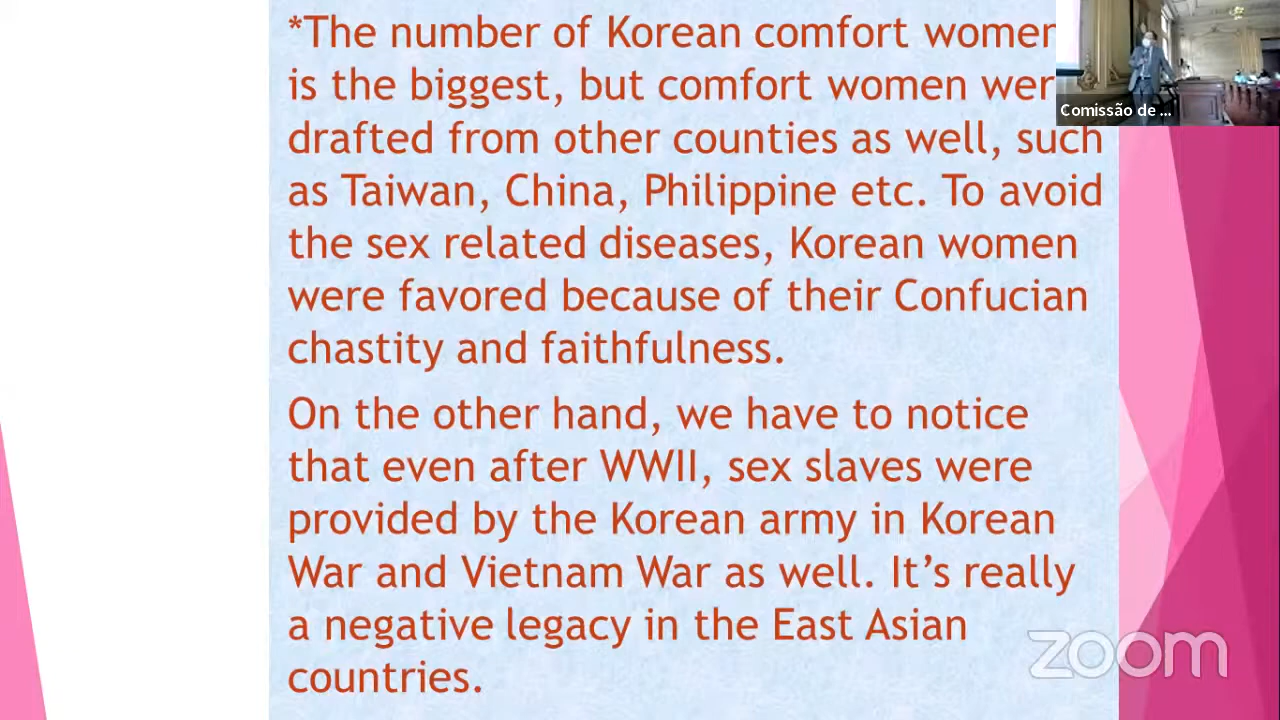 *The number of Korean comfort women
is the biggest, but comfort women wer
drafted from other counties as well, such
as Taiwan, China, Philippine etc. To avoid
the sex related diseases, Korean women
were favored because of their Confucian
chastity and faithfulness.
On the other hand, we have to notice
that even after WWII, sex slaves were
provided by the Korean army in Korean
War and Vietnam War as well. It’s really
a negative legacy in the East Asian
countries.
Comissão de ...
zoom